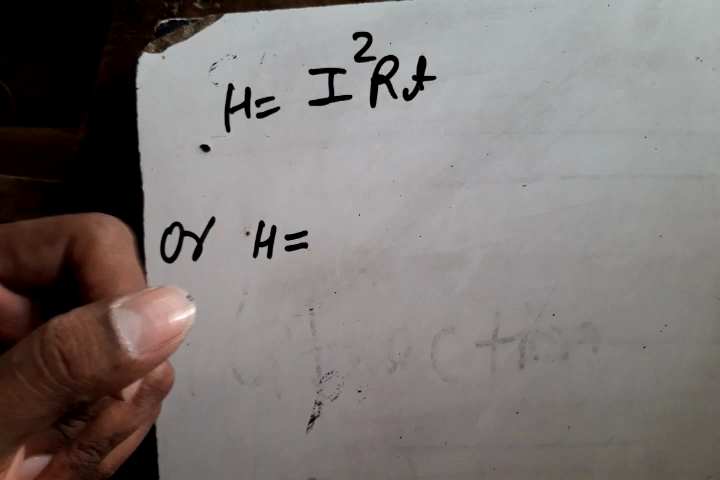 H= I²Rt
or H=